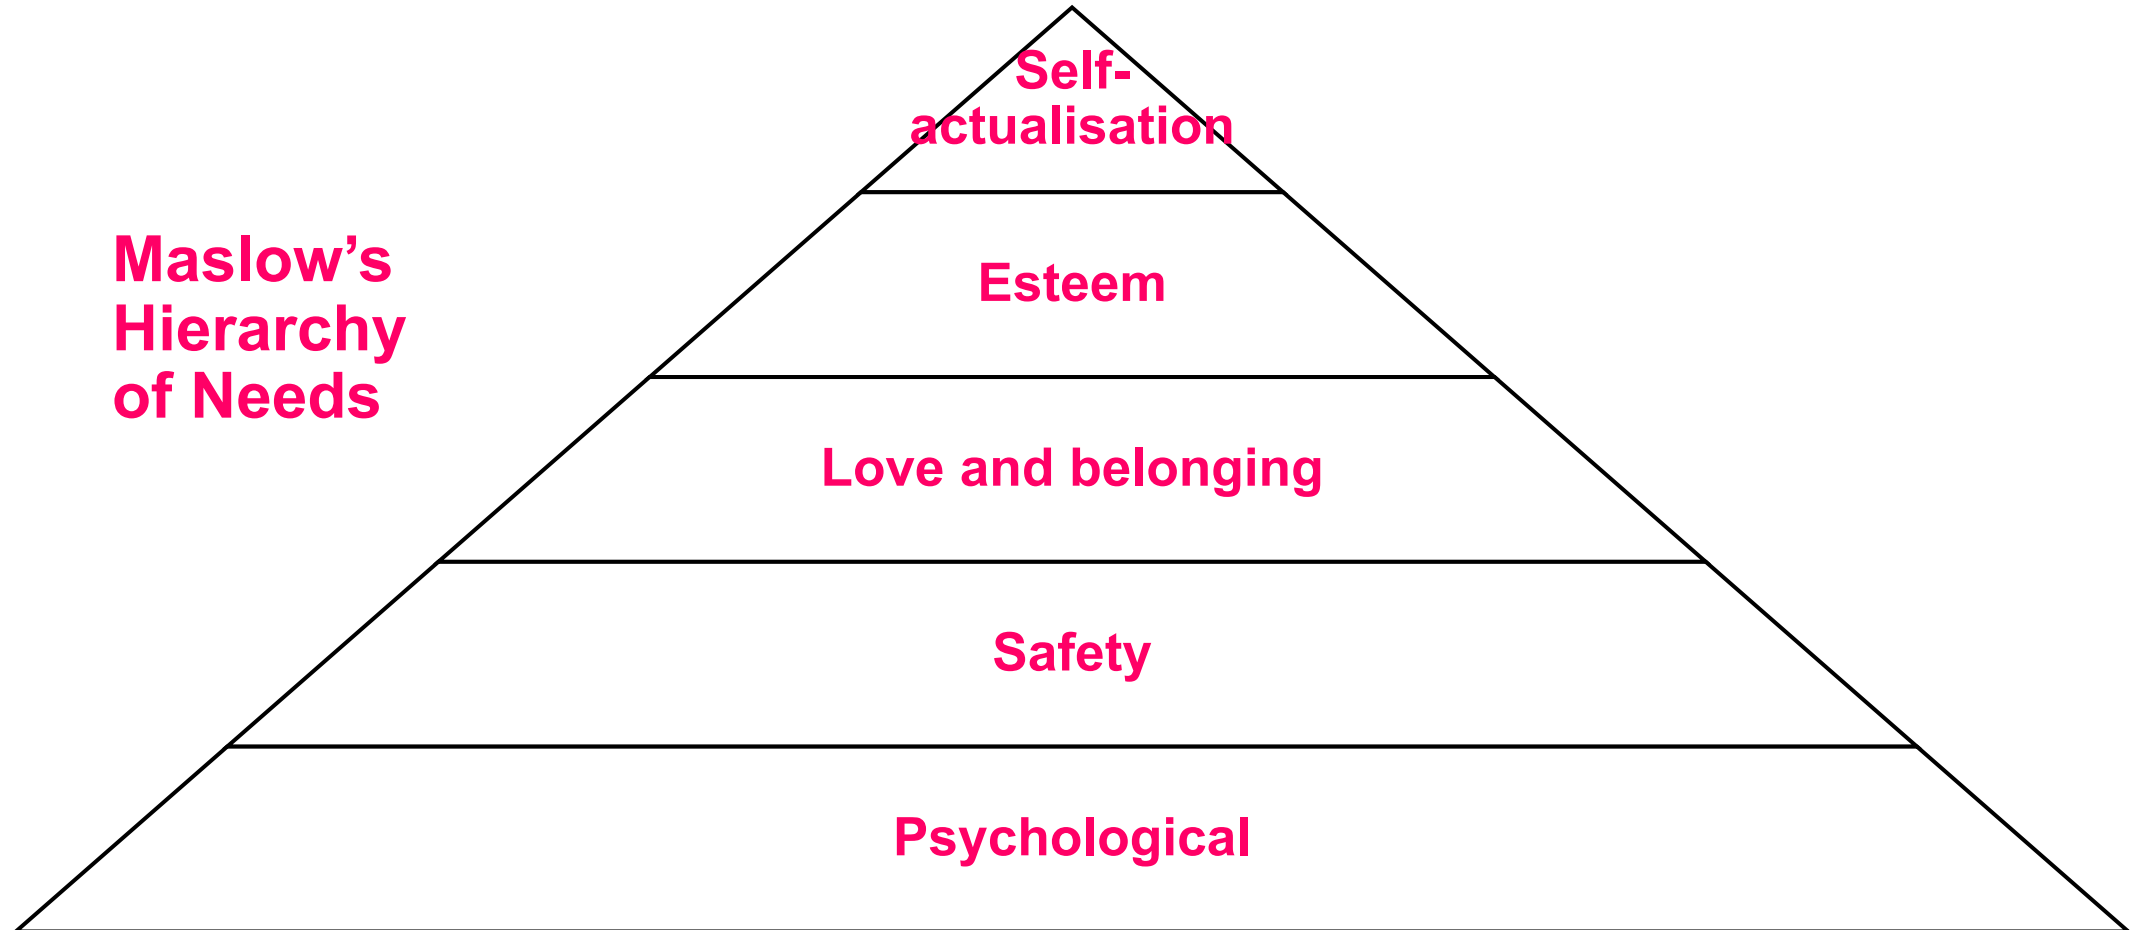 Self-
actualisation
Maslow’s
Hierarchy
of Needs
Esteem
Love and belonging
Safety
Psychological